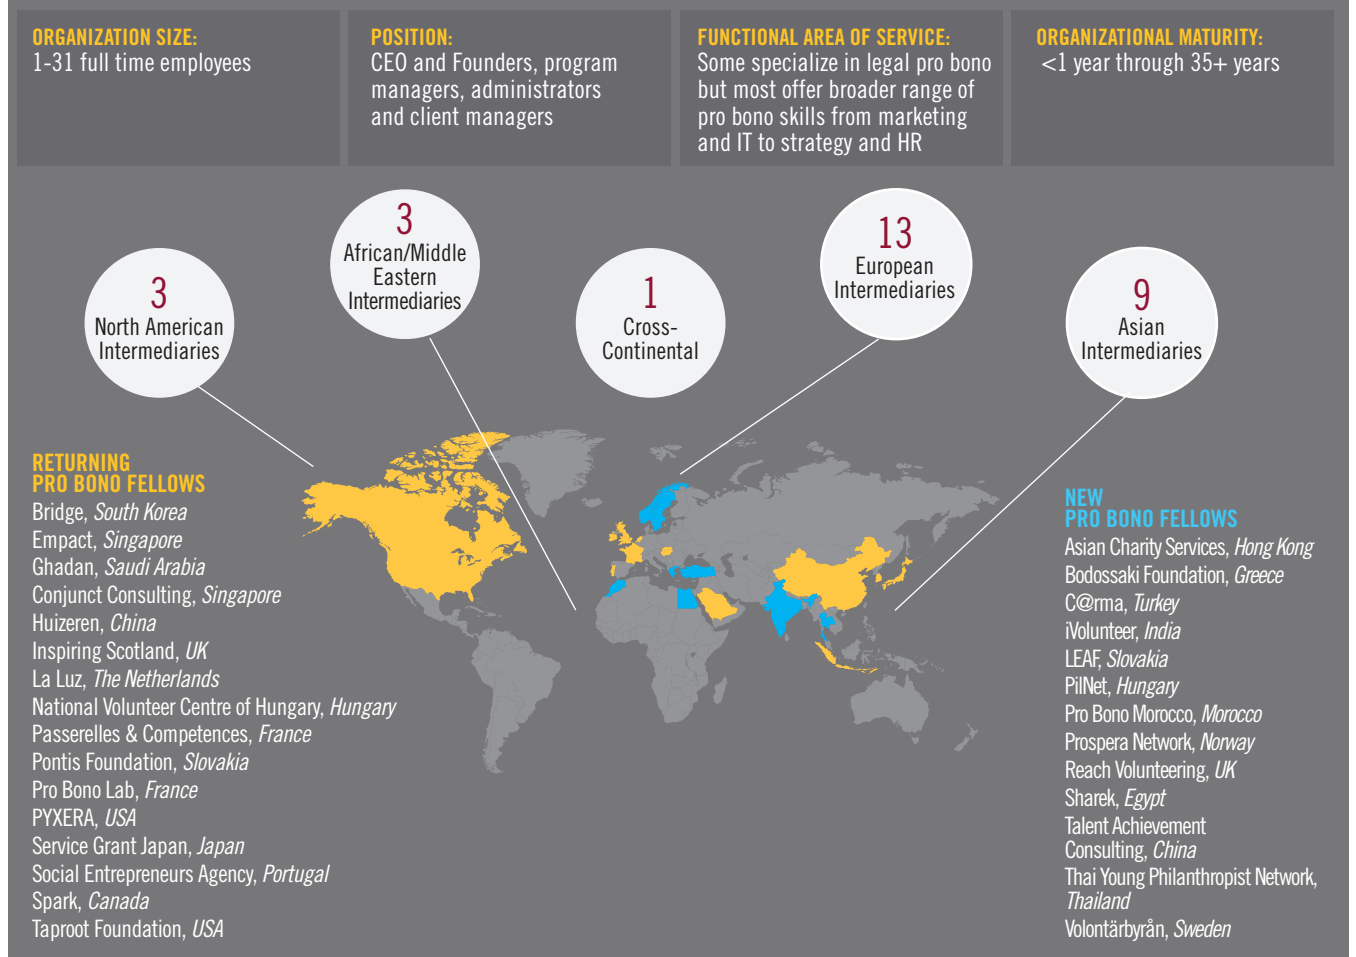 ORGANIZATION SIZE:
1-31 full time employees
POSITION:
CEO and Founders, program
managers, administrators
and client managers
FUNCTIONAL AREA OF SERVICE:
Some specialize in legal pro bono
but most offer broader range of
pro bono skills from marketing
and IT to strategy and HR
ORGANIZATIONAL MATURITY:
<1 year through 35+ years
3
North American
Intermediaries
3
African/Middle
Eastern
Intermediaries
1
Cross-
Continental
13
European
Intermediaries
9
Asian
Intermediaries
RETURNING
PRO BONO FELLOWS
Bridge, South Korea
Empact, Singapore
Ghadan, Saudi Arabia
Conjunct Consulting, Singapore
Huizeren, China
Inspiring Scotland, UK
La Luz, The Netherlands
National Volunteer Centre of Hungary, Hungary
Passerelles & Competences, France
Pontis Foundation, Slovakia
Pro Bono Lab, France
PYXERA, USA
Service Grant Japan, Japan
Social Entrepreneurs Agency, Portugal
Spark, Canada
Taproot Foundation, USA
NEW
PRO BONO FELLOWS
Asian Charity Services, Hong Kong
Bodossaki Foundation, Greece
C@rma, Turkey
iVolunteer, India
LEAF, Slovakia
PilNet, Hungary
Pro Bono Morocco, Morocco
Prospera Network, Norway
Reach Volunteering, UK
Sharek, Egypt
Talent Achievement
Consulting, China
Thai Young Philanthropist Network,
Thailand
Volontärbyrån, Sweden